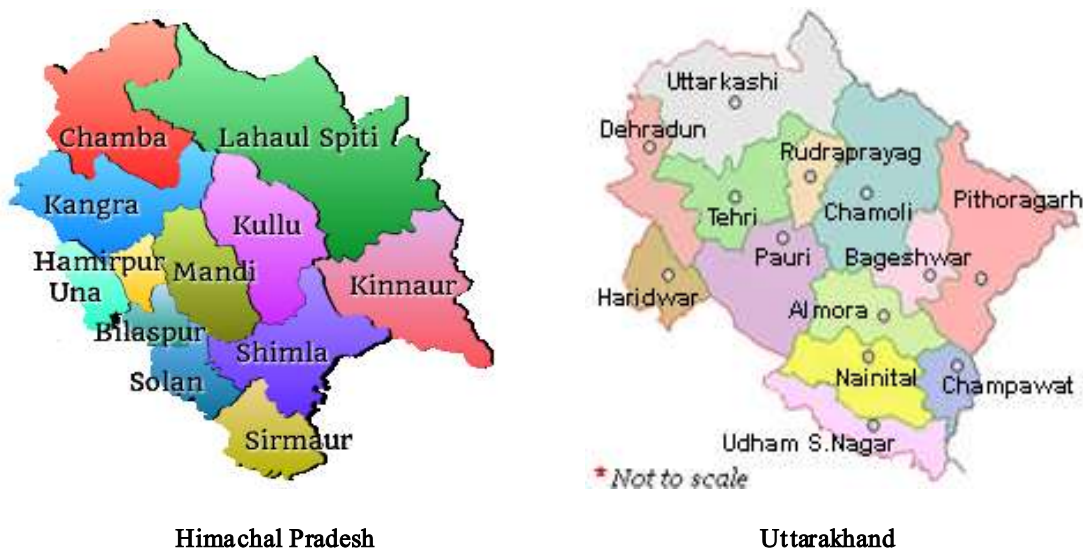 Chamba
Lahaul Spiti
Kangra
Kullu
Hamirpur
Mandi
Una
Kinnaur
Bilaspur
Shimla
Solan
Sirmaur
Himachal Pradesh
Uttarkashi
Dehradun
Rudraprayag
Pithoragarh
Tehri
Chamoli
Pauri
Bageshwar
Haridwar
Almora
Nainital
Champawat
Udham S.Nagar
* Not to scale
Uttarakhand